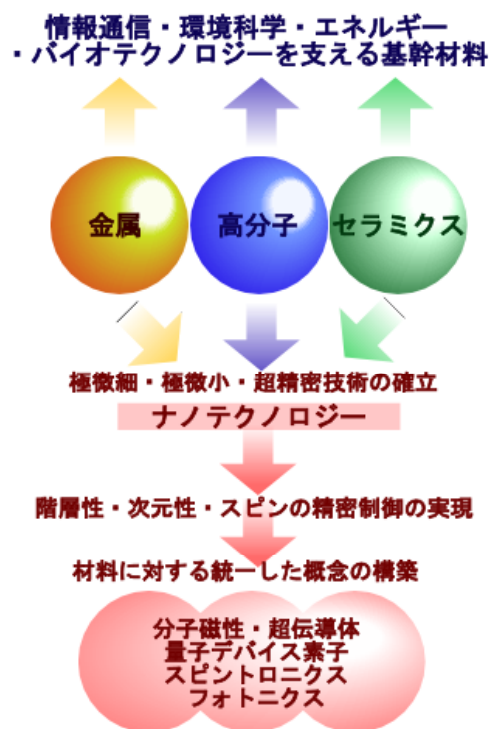 情報通信・環境科学・エネルギー
・バイオテクノロジーを支える基幹材料
金属
高分子
セラミクス
極微細・極微小・超精密技術の確立
ナノテクノロジー
階層性・次元性・スピンの精密制御の実現
材料に対する統一した概念の構築
分子磁性・超伝導体
量子デバイス素子
スピントロニクス
フォトニクス